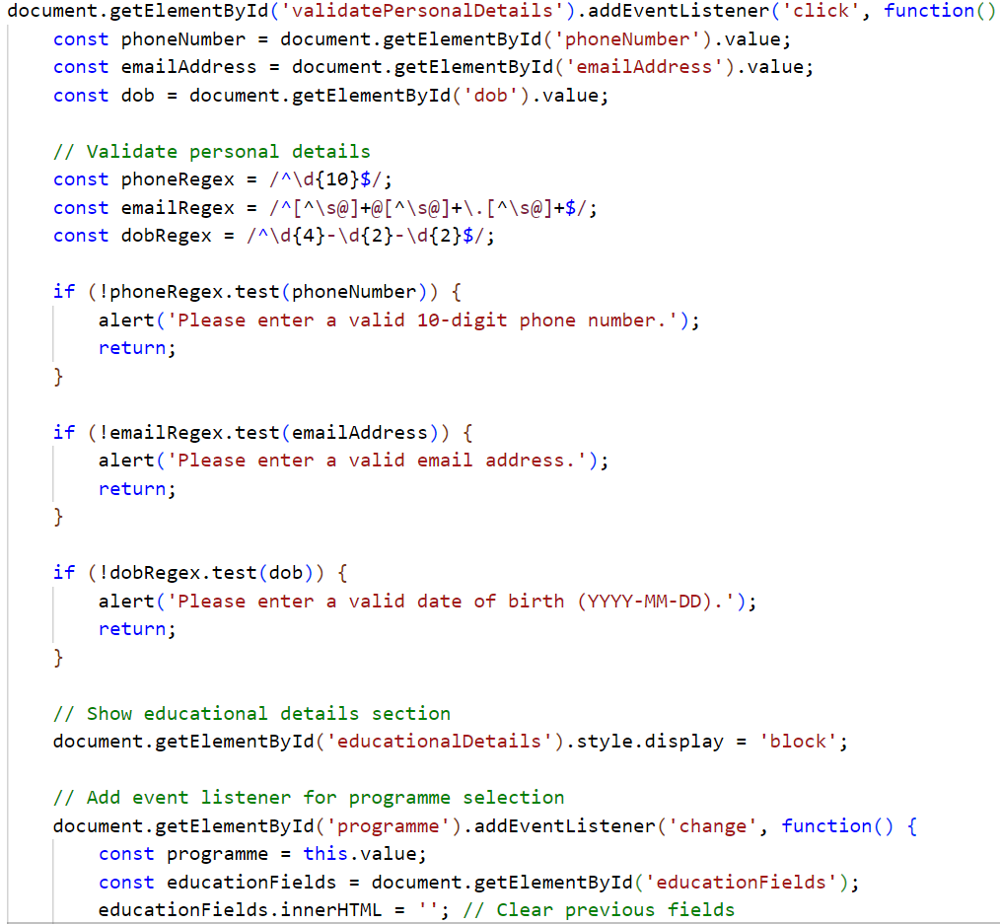 document.getElementById('validatePersonalDetails').addEventListener('click', function()
    const phoneNumber = document.getElementById('phoneNumber').value;
    const emailAddress = document.getElementById('emailAddress').value;
    const dob = document.getElementById('dob').value;

    // Validate personal details
    const phoneRegex = /^\d{10}$/;
    const emailRegex = /^[^\s@]+@[^\s@]+\.[^\s@]+$/;
    const dobRegex = /^\d{4}-\d{2}-\d{2}$/;

    if (!phoneRegex.test(phoneNumber)) {
        alert('Please enter a valid 10-digit phone number.');
        return;
    }

    if (!emailRegex.test(emailAddress)) {
        alert('Please enter a valid email address.');
        return;
    }

    if (!dobRegex.test(dob)) {
        alert('Please enter a valid date of birth (YYYY-MM-DD).');
        return;
    }

    // Show educational details section
    document.getElementById('educationalDetails').style.display = 'block';

    // Add event listener for programme selection
    document.getElementById('programme').addEventListener('change', function() {
        const programme = this.value;
        const educationFields = document.getElementById('educationFields');
        educationFields.innerHTML = ''; // Clear previous fields